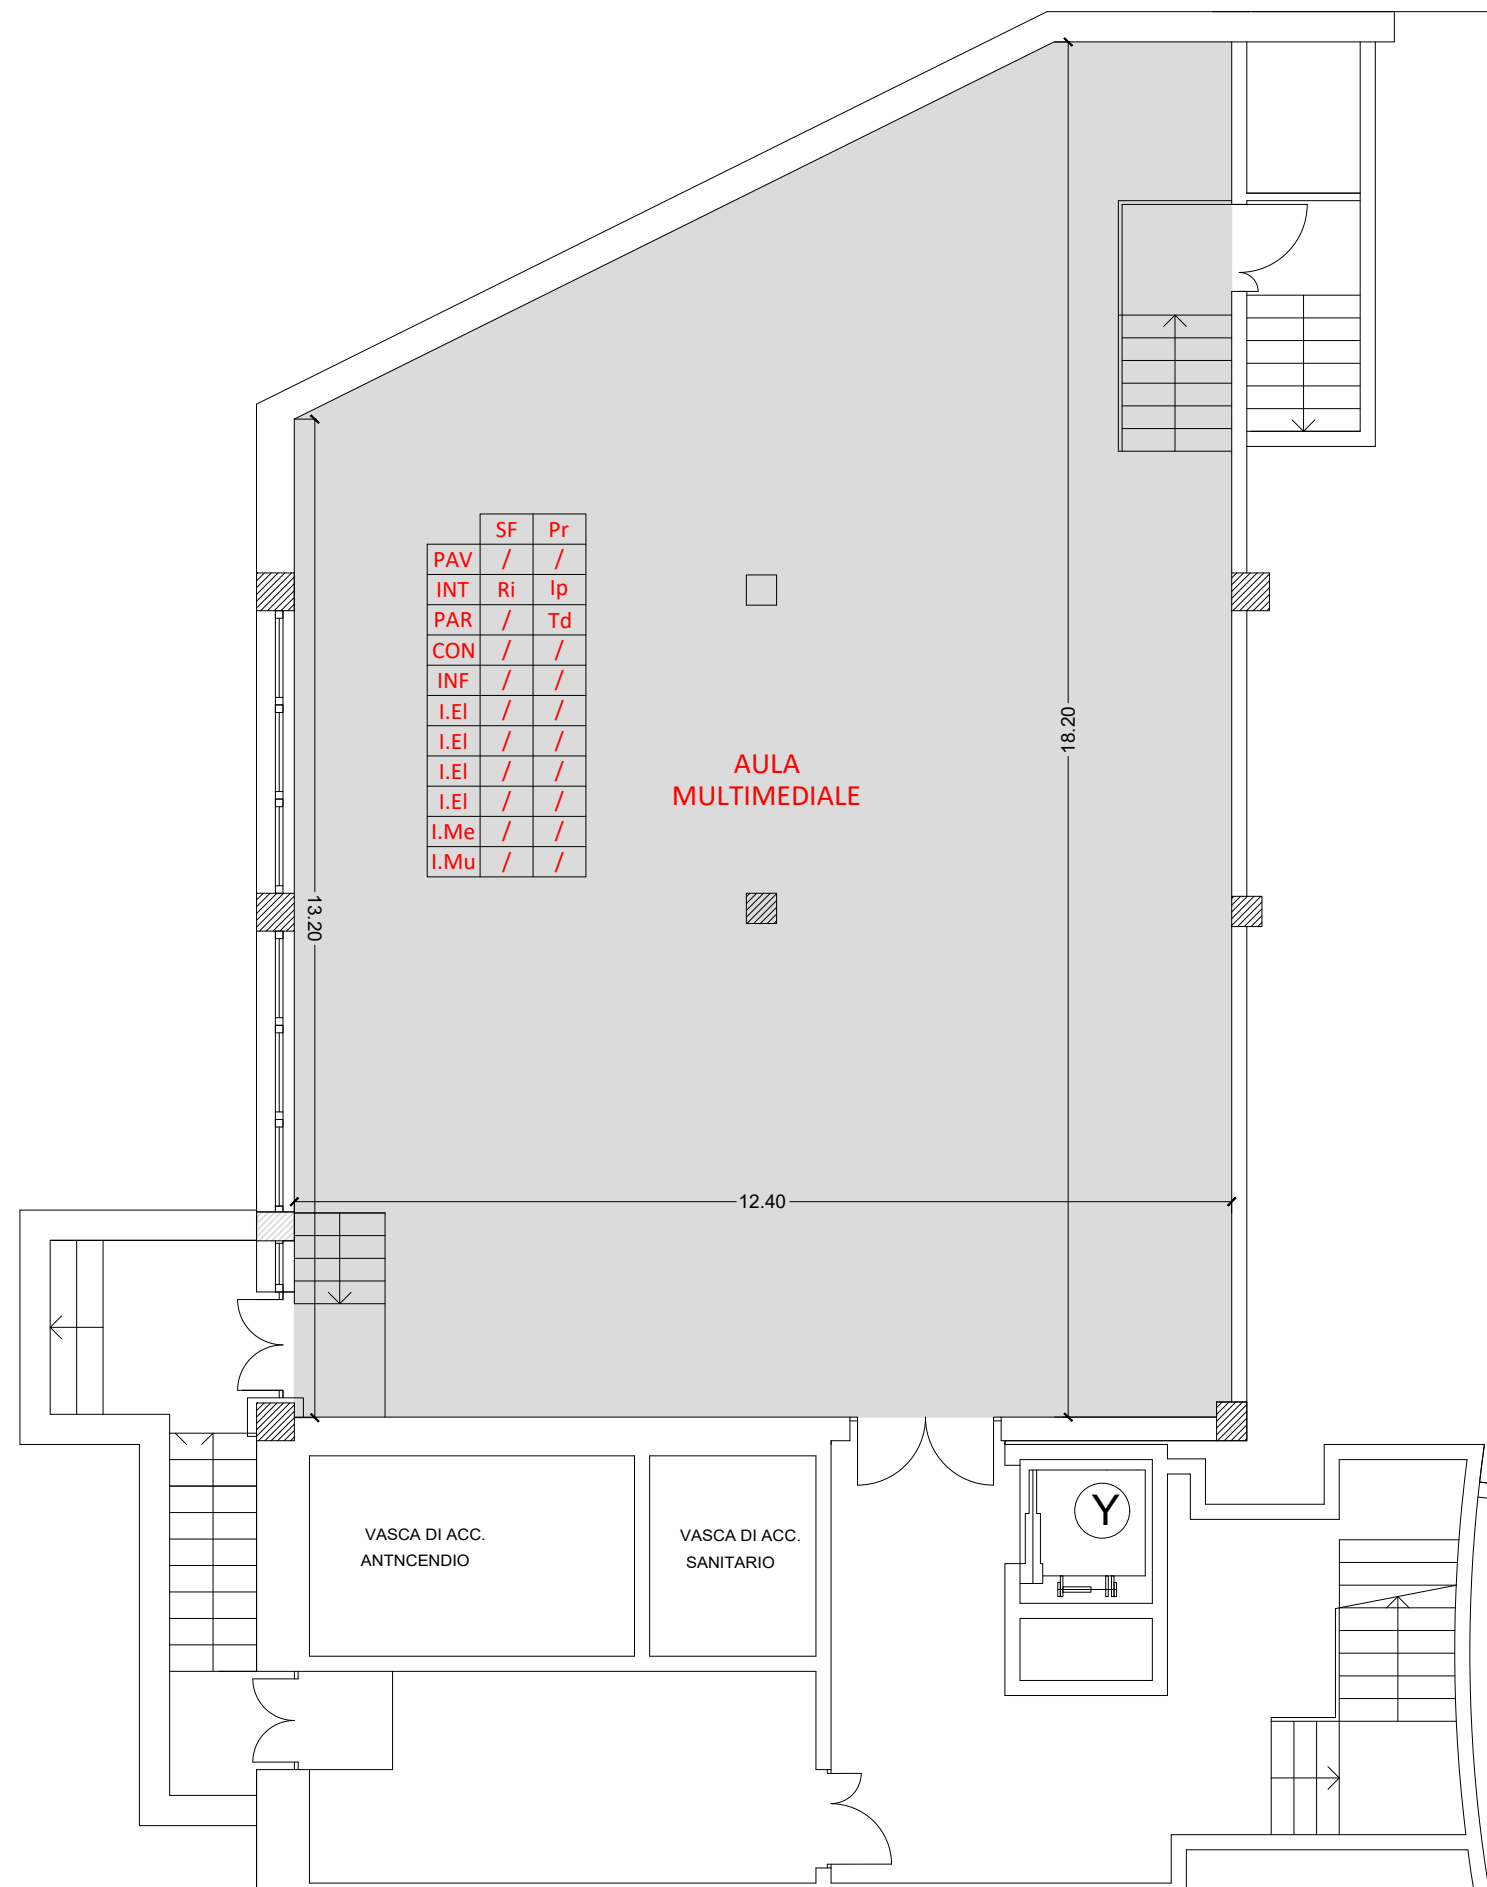 SF Pr
PAV / /
INT Ri Ip
PAR / Td
CON / /
INF / /
I.El / /
I.El / /
I.El / /
I.El / /
I.Me / /
I.Mu / /
AULA
MULTIMEDIALE
18.20
13.20
12.40
VASCA DI ACC.
ANTNCENDIO
VASCA DI ACC.
SANITARIO
Y